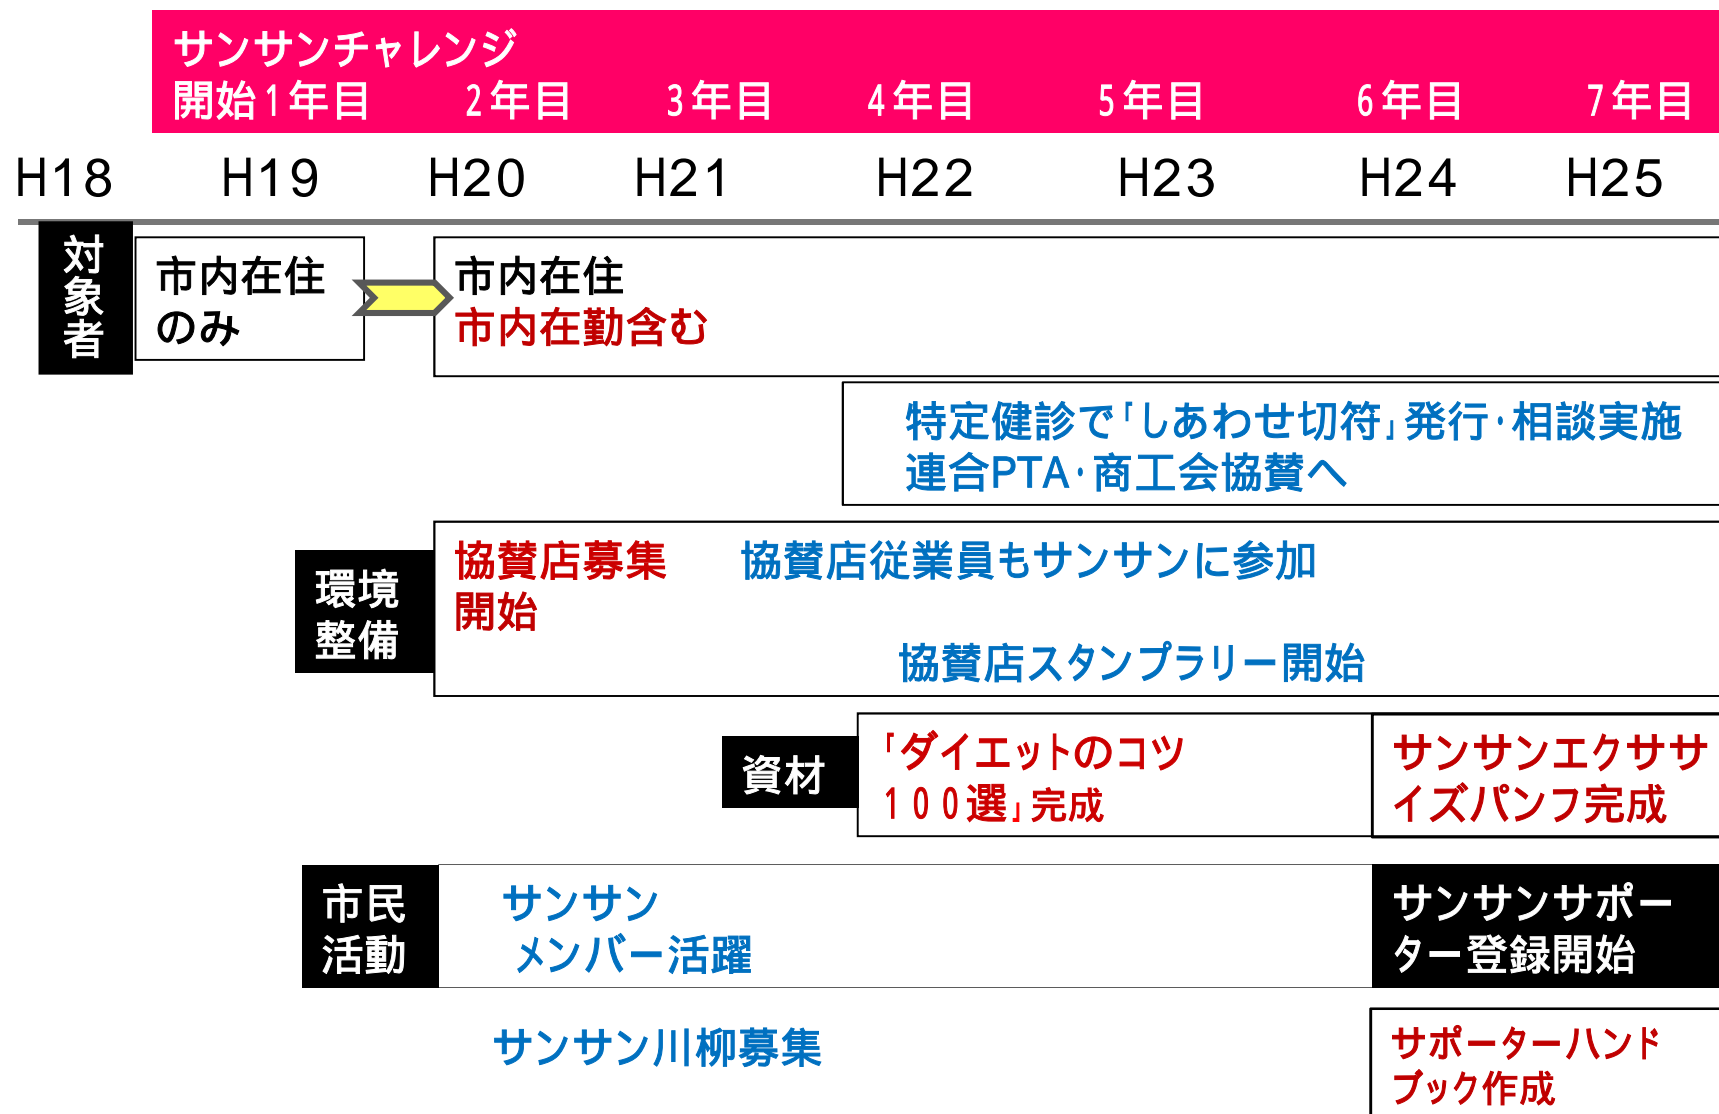 サンサンチャレンジ
開始1年目 2年目 3年目 4年目 5年目 6年目 7年目
H18 H19 H20 H21 H22 H23 H24 H25
対象者
市内在住
のみ
市内在住
市内在勤含む
特定健診で「しあわせ切符」発行・相談実施
連合PTA・商工会協賛へ
環境
整備
協賛店募集
開始
協賛店従業員もサンサンに参加
協賛店スタンプラリー開始
資材
「ダイエットのコツ
100選」完成
サンサンエクササ
イズパンフ完成
市民
活動
サンサン
メンバー活躍
サンサンサポー
ター登録開始
サンサン川柳募集
サポーターハンド
ブック作成